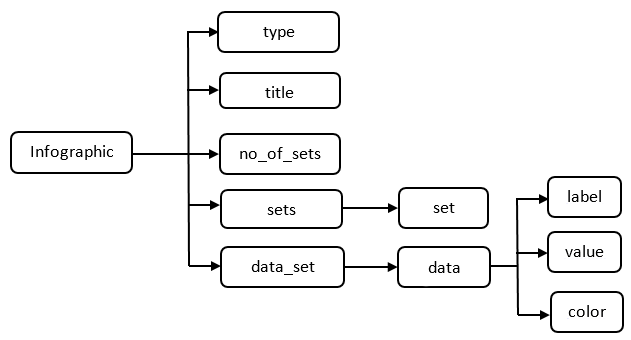 type
title
Infographic
no_of_sets
sets
set
label
value
data_set
data
color